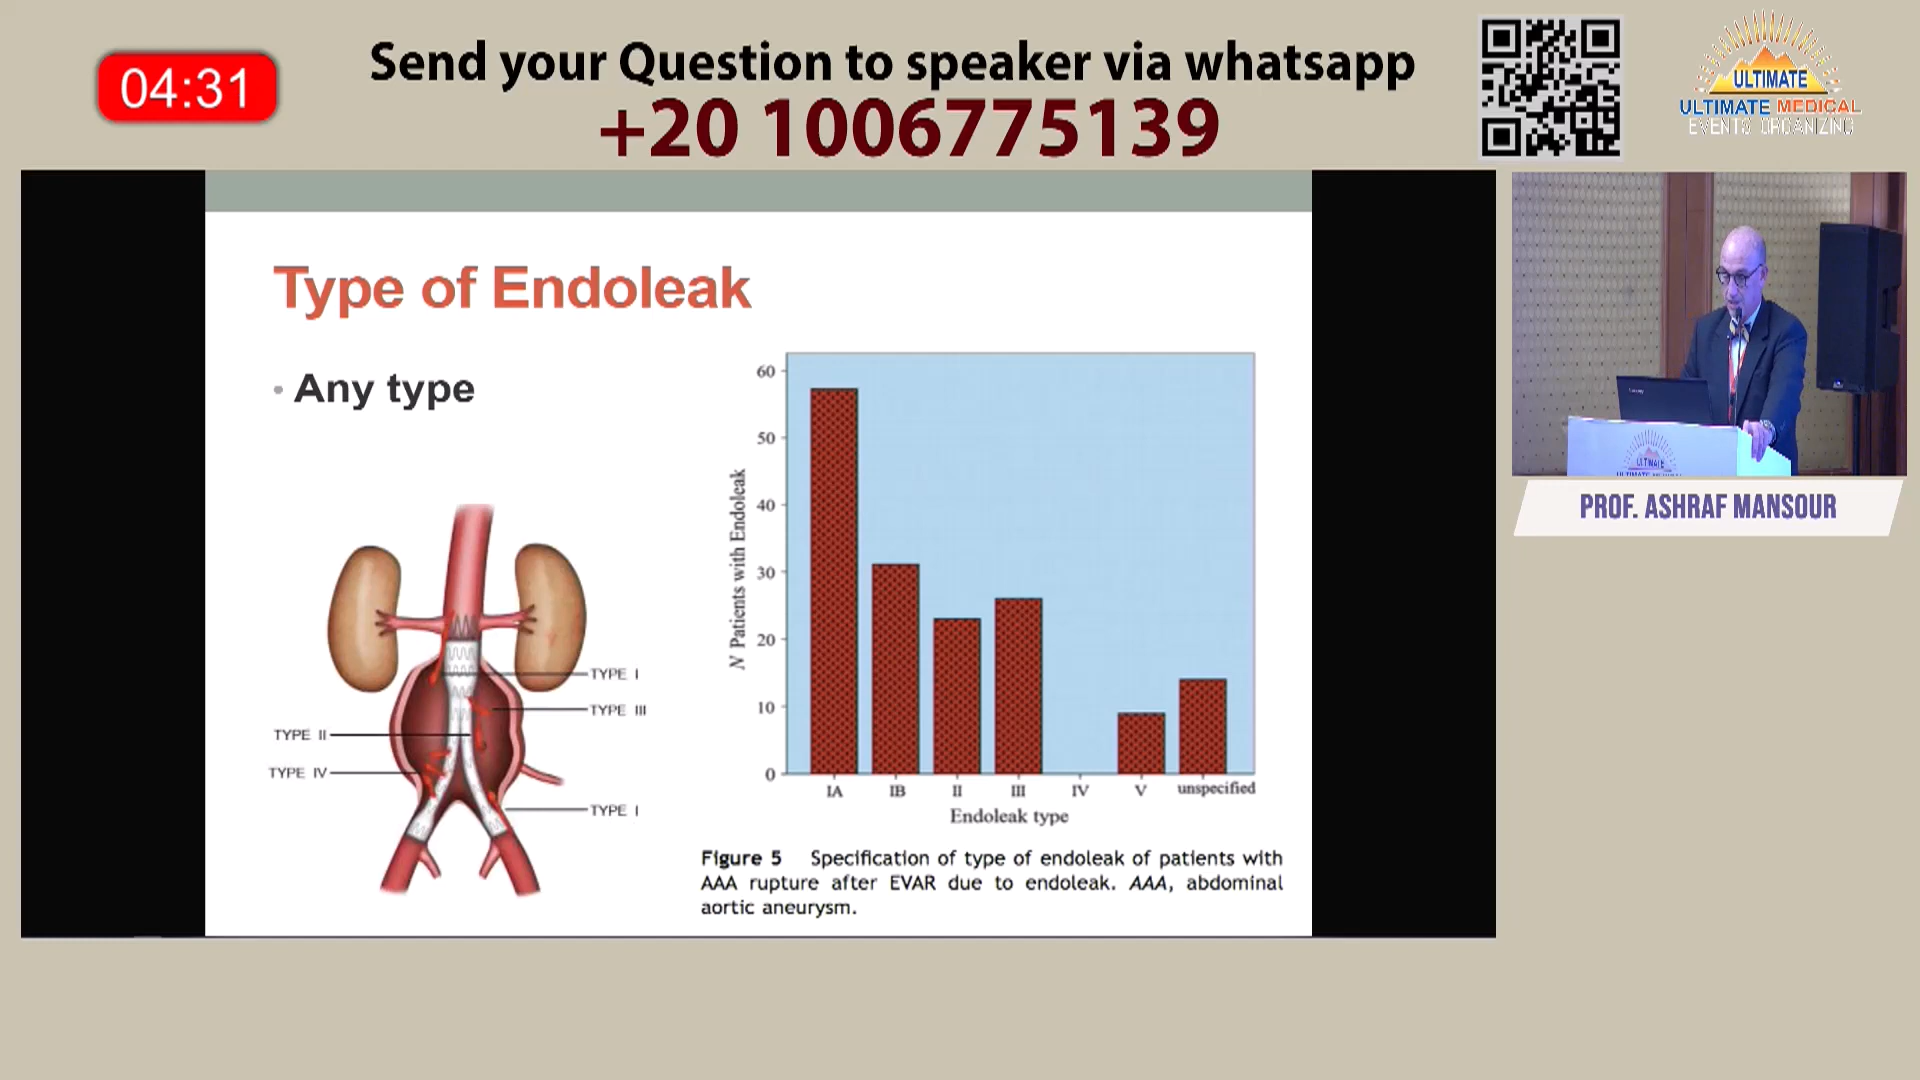 04:31
Send your Question to speaker via whatsapp
+20 1006775139
ULTIMATE
ULTIMATE MEDICAL
EVENTS ORGANIZING
Type of Endoleak
• Any type
TYPE I
TYPE III
TYPE II
TYPE IV
TYPE I
N Patients with Endoleak
60
50
40
30
20
10
0
IA IB II III IV V unspecified
Endoleak type
Figure 5 Specification of type of endoleak of patients with
AAA rupture after EVAR due to endoleak. AAA, abdominal
aortic aneurysm.
ULTIMATE
PROF. ASHRAF MANSOUR